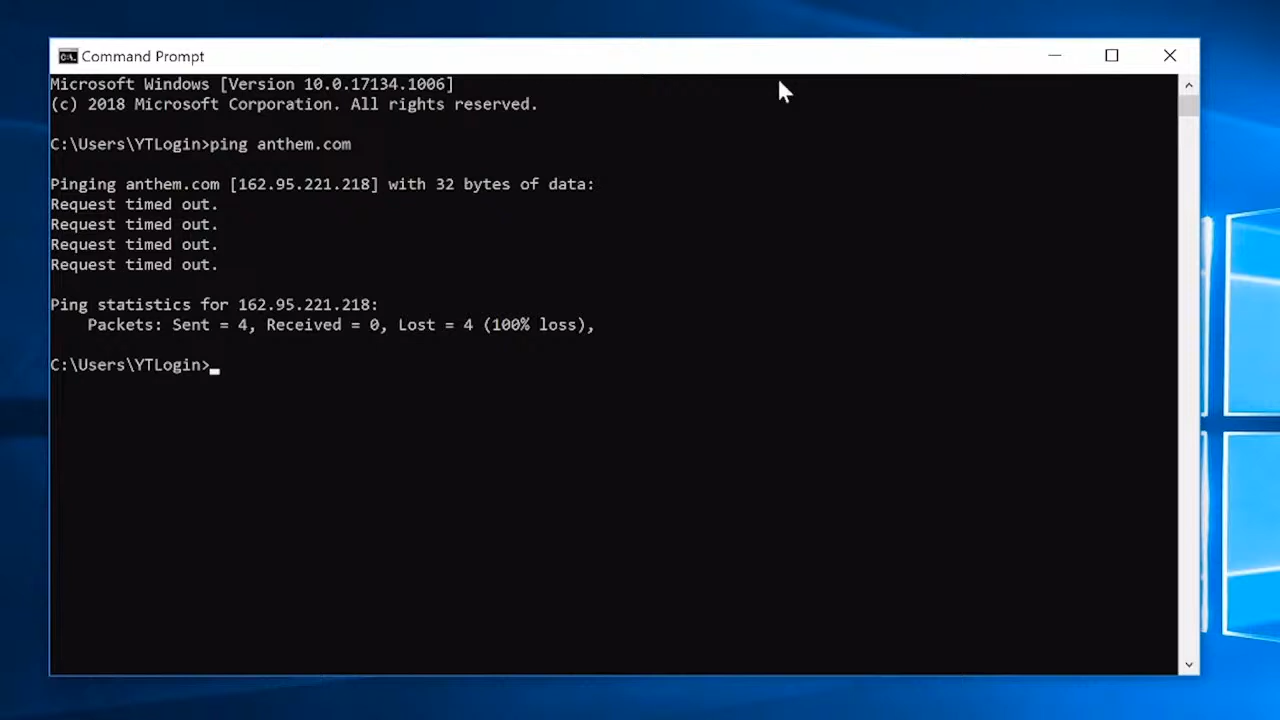 Command Prompt
Microsoft Windows [Version 10.0.17134.1006]
(c) 2018 Microsoft Corporation. All rights reserved.
C:\Users\YTLogin>ping anthem.com
Pinging anthem.com [162.95.221.218] with 32 bytes of data:
Request timed out.
Request timed out.
Request timed out.
Request timed out.
Ping statistics for 162.95.221.218:
    Packets: Sent = 4, Received = 0, Lost = 4 (100% loss),
C:\Users\YTLogin>